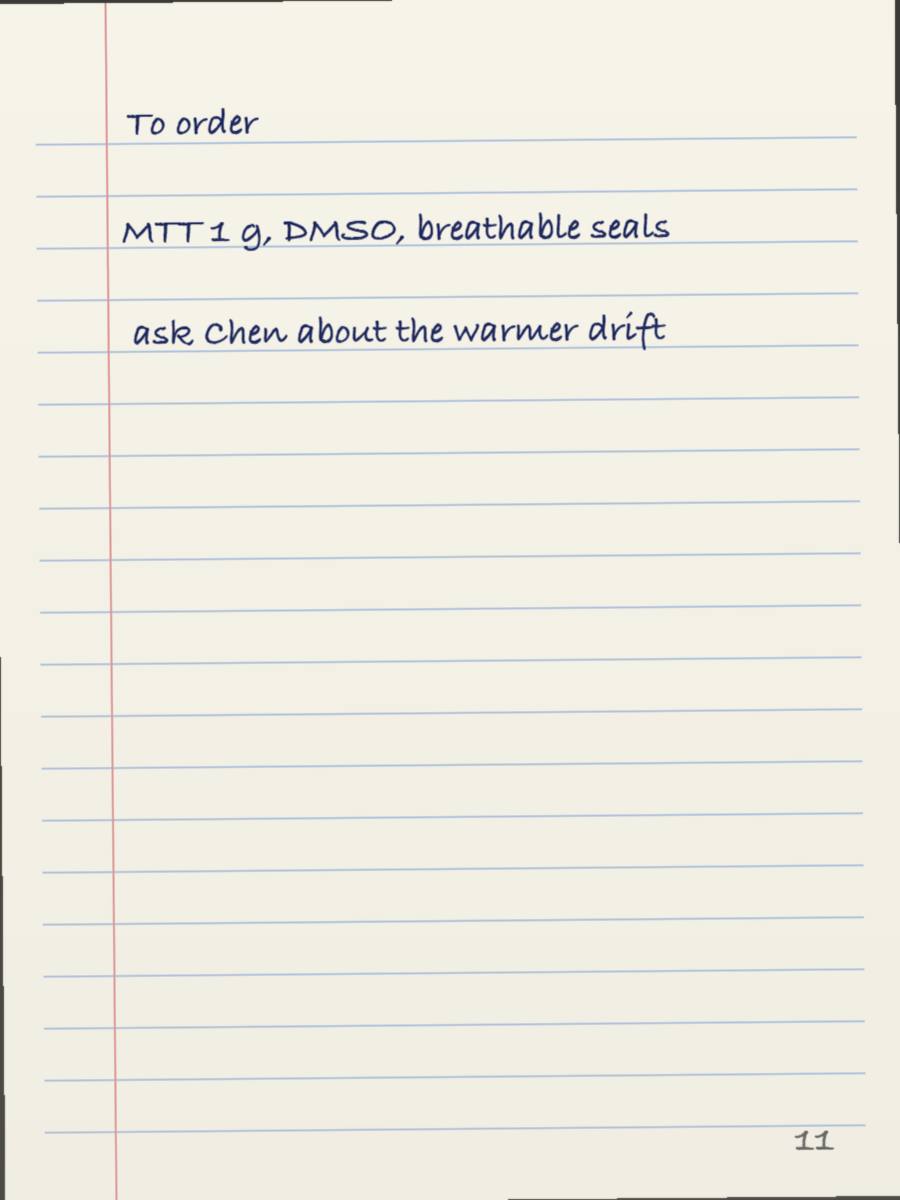 To order
MTT 1 g, DMSO, breathable seals
ask Chen about the warmer drift
11